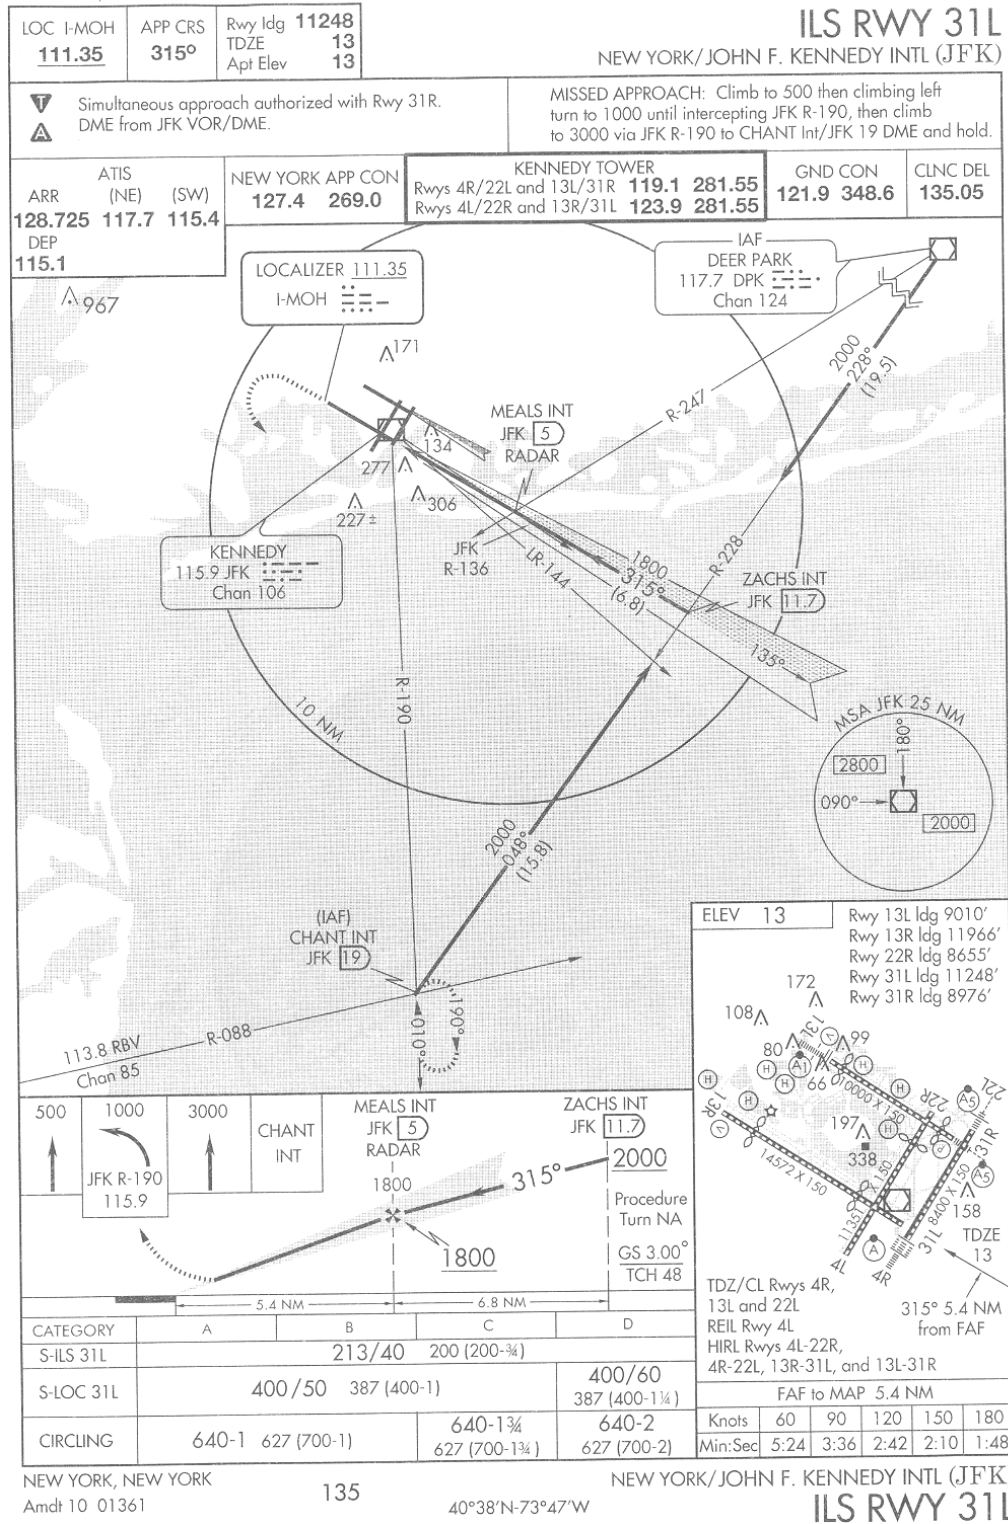 LOC I-MOH
111.35
APP CRS
315°
Rwy ldg 11248
TDZE 13
Apt Elev 13
ILS RWY 31L
NEW YORK/JOHN F. KENNEDY INTL (JFK)
T
A
Simultaneous approach authorized with Rwy 31R.
DME from JFK VOR/DME.
MISSED APPROACH: Climb to 500 then climbing left
turn to 1000 until intercepting JFK R-190, then climb
to 3000 via JFK R-190 to CHANT Int/JFK 19 DME and hold.
ATIS
ARR (NE) (SW)
128.725 117.7 115.4
DEP
115.1
NEW YORK APP CON
127.4 269.0
KENNEDY TOWER
Rwys 4R/22L and 13L/31R 119.1 281.55
Rwys 4L/22R and 13R/31L 123.9 281.55
GND CON
121.9 348.6
CLNC DEL
135.05
967
LOCALIZER 111.35
I-MOH
IAF
DEER PARK
117.7 DPK
Chan 124
171
2000
228°
(19.5)
R-247
MEALS INT
JFK 5
RADAR
134
277
306
227±
KENNEDY
115.9 JFK
Chan 106
JFK
R-136
LR-144
1800
315°
(6.8)
R-228
ZACHS INT
JFK 11.7
135°
R-190
10 NM
MSA JFK 25 NM
180°
2800
090°
2000
2000
048°
(15.8)
(IAF)
CHANT INT
JFK 19
190°
010°
R-088
113.8 RBV
Chan 85
ELEV 13
Rwy 13L ldg 9010'
Rwy 13R ldg 11966'
Rwy 22R ldg 8655'
Rwy 31L ldg 11248'
Rwy 31R ldg 8976'
172
108
99
80
66
A1
V
13L
H
H
H
H
H
H
10000 X 150
22R
22L
A5
13R
V
197
338
P
31R
A5
14572 X 150
11351 X 150
8400 X 150
158
A
31L
4L
4R
TDZE
13
315° 5.4 NM
from FAF
TDZ/CL Rwys 4R,
13L and 22L
REIL Rwy 4L
HIRL Rwys 4L-22R,
4R-22L, 13R-31L, and 13L-31R
500
1000
JFK R-190
115.9
3000
CHANT
INT
MEALS INT
JFK 5
RADAR
1800
1800
ZACHS INT
JFK 11.7
315°
2000
Procedure
Turn NA
GS 3.00°
TCH 48
5.4 NM
6.8 NM
CATEGORY A B C D
S-ILS 31L 213/40 200 (200-¾)
S-LOC 31L 400/50 387 (400-1) 400/60 387 (400-1¼)
CIRCLING 640-1 627 (700-1) 640-1¾ 627 (700-1¾) 640-2 627 (700-2)
FAF to MAP 5.4 NM
Knots 60 90 120 150 180
Min:Sec 5:24 3:36 2:42 2:10 1:48
NEW YORK, NEW YORK
Amdt 10 01361
135
40°38'N-73°47'W
NEW YORK/JOHN F. KENNEDY INTL (JFK
ILS RWY 31L